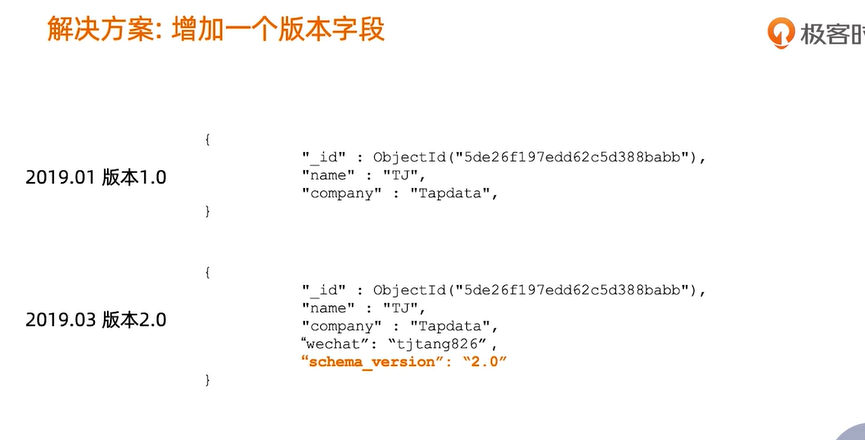 解决方案: 增加一个版本字段
极客时
{
2019.01 版本1.0
"_id" : ObjectId("5de26f197edd62c5d388babb"),
"name" : "TJ",
"company" : "Tapdata",
}
{
"_id" : ObjectId("5de26f197edd62c5d388babb"),
"name" : "TJ",
2019.03 版本2.0
"company" : "Tapdata",
“wechat”: “tjtang826”,
“schema_version”: “2.0”
}